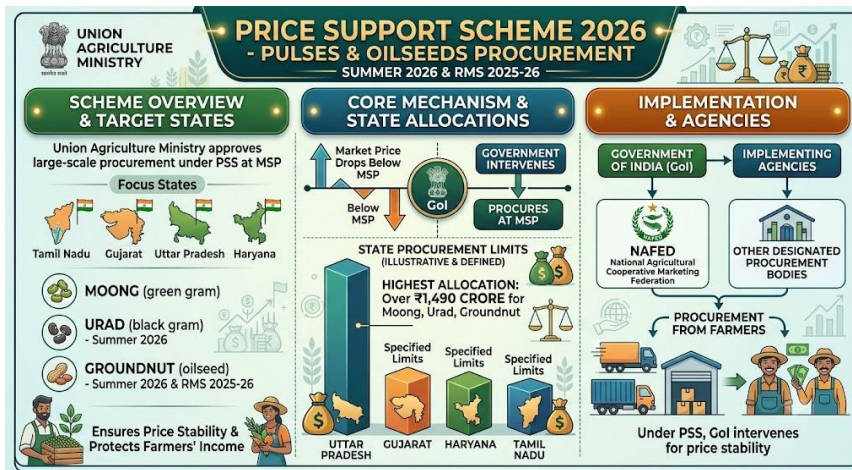 UNION
AGRICULTURE
MINISTRY
PRICE SUPPORT SCHEME 2026
- PULSES & OILSEEDS PROCUREMENT
SUMMER 2026 & RMS 2025-26
SCHEME OVERVIEW
& TARGET STATES
Union Agriculture Ministry approves
large-scale procurement under PSS at MSP
Focus States
Tamil Nadu
Gujarat
Uttar Pradesh
Haryana
MOONG (green gram)
URAD (black gram)
- Summer 2026
GROUNDNUT (oilseed)
- Summer 2026 & RMS 2025-26
Ensures Price Stability &
Protects Farmers' Income
CORE MECHANISM &
STATE ALLOCATIONS
Market Price
Drops Below
MSP
Below
MSP
GoI
GOVERNMENT
INTERVENES
PROCURES
AT MSP
STATE PROCUREMENT LIMITS
(ILLUSTRATIVE & DEFINED)
HIGHEST ALLOCATION:
Over ₹1,490 CRORE for
Moong, Urad, Groundnut
Specified
Limits
Specified
Limits
Specified
Limits
UTTAR
PRADESH
GUJARAT
HARYANA
TAMIL
NADU
IMPLEMENTATION
& AGENCIES
GOVERNMENT
OF INDIA (GoI)
IMPLEMENTING
AGENCIES
NAFED
NAFED
National Agricultural
Cooperative Marketing
Federation
OTHER DESIGNATED
PROCUREMENT
BODIES
PROCUREMENT
FROM FARMERS
Under PSS, GoI intervenes
for price stability